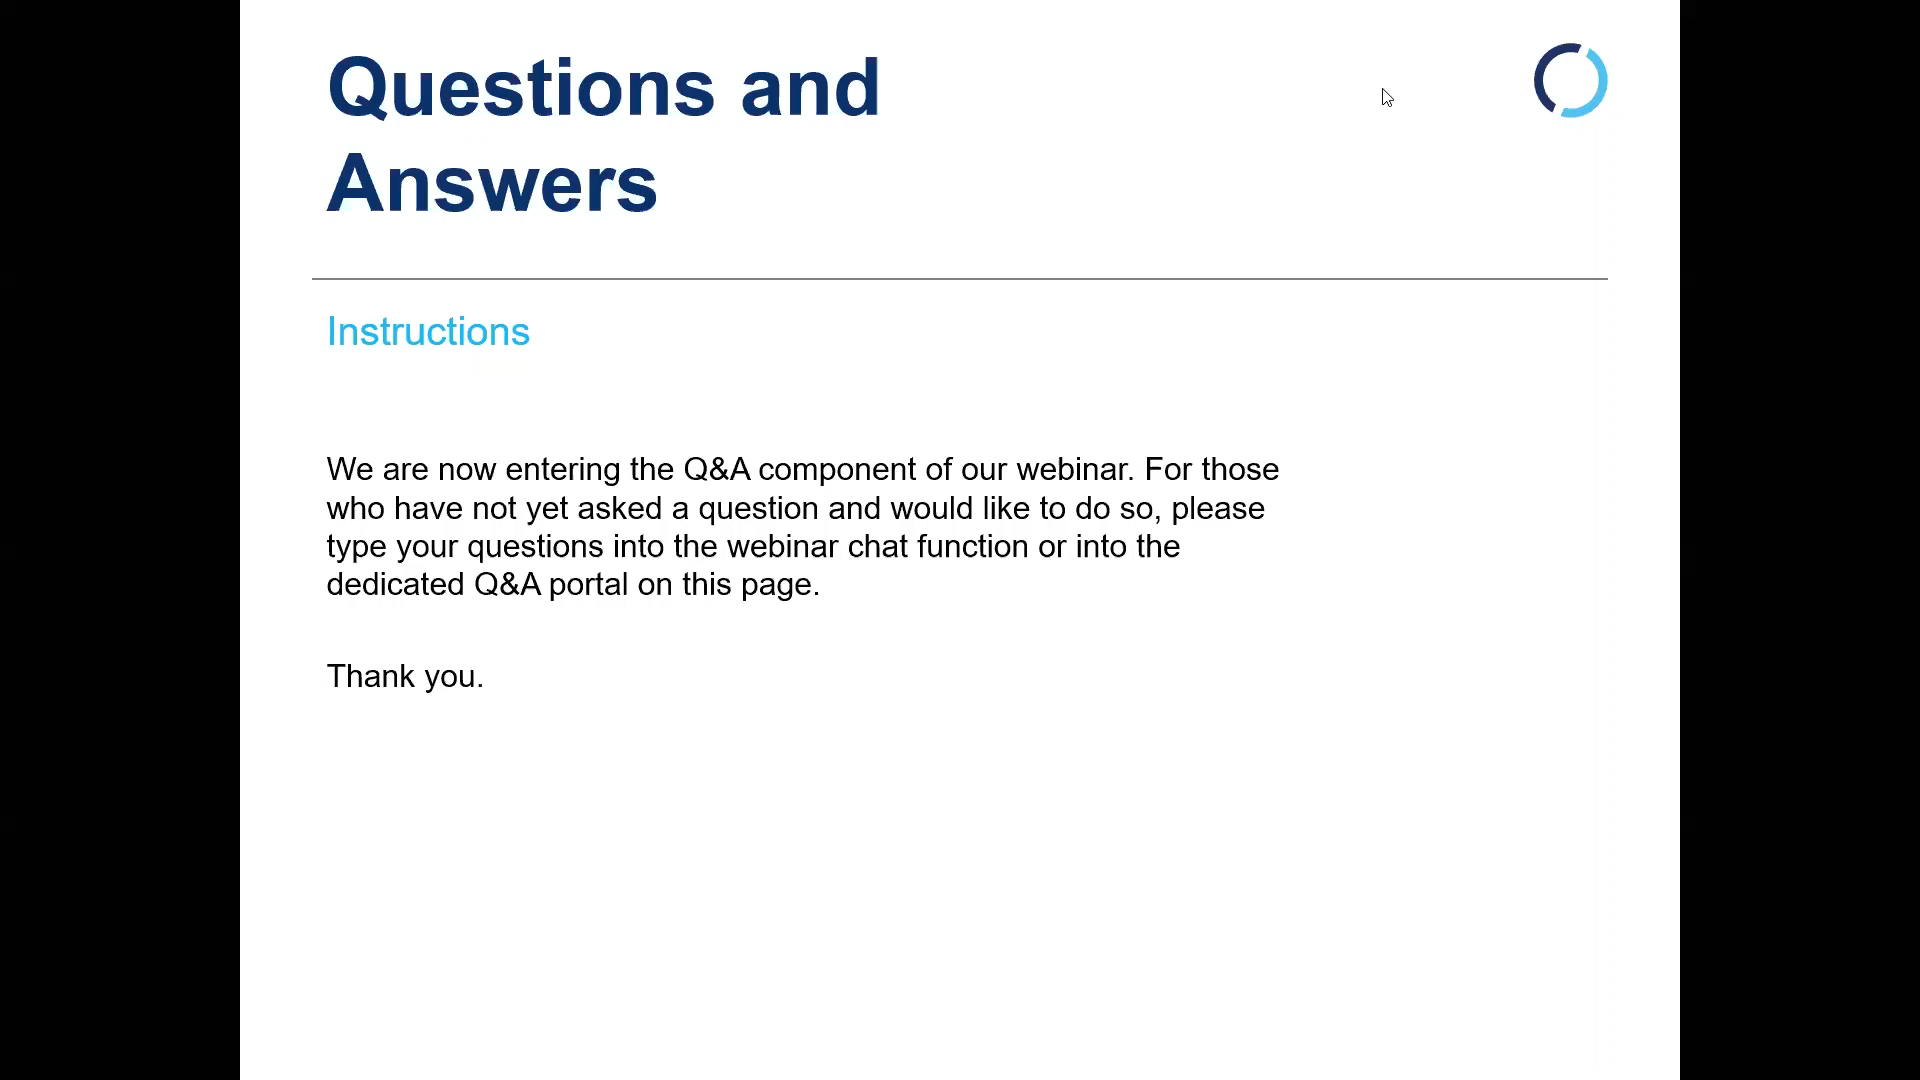 Questions and
Answers
Instructions
We are now entering the Q&A component of our webinar. For those
who have not yet asked a question and would like to do so, please
type your questions into the webinar chat function or into the
dedicated Q&A portal on this page.
Thank you.